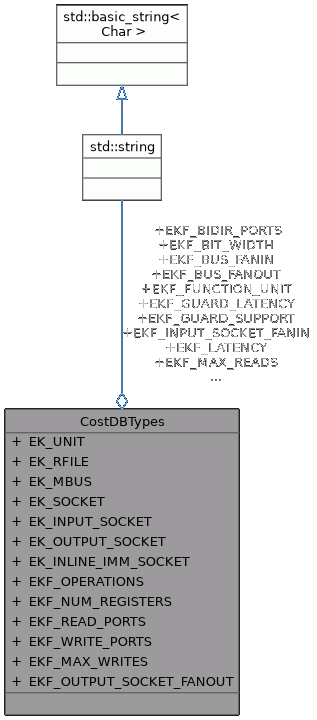 std::basic_string<
Char >
std::string
+EKF_BIDIR_PORTS
+EKF_BIT_WIDTH
+EKF_BUS_FANIN
+EKF_BUS_FANOUT
+EKF_FUNCTION_UNIT
+EKF_GUARD_LATENCY
+EKF_GUARD_SUPPORT
+EKF_INPUT_SOCKET_FANIN
+EKF_LATENCY
+EKF_MAX_READS
...
CostDBTypes
+ EK_UNIT
+ EK_RFILE
+ EK_MBUS
+ EK_SOCKET
+ EK_INPUT_SOCKET
+ EK_OUTPUT_SOCKET
+ EK_INLINE_IMM_SOCKET
+ EKF_OPERATIONS
+ EKF_NUM_REGISTERS
+ EKF_READ_PORTS
+ EKF_WRITE_PORTS
+ EKF_MAX_WRITES
+ EKF_OUTPUT_SOCKET_FANOUT